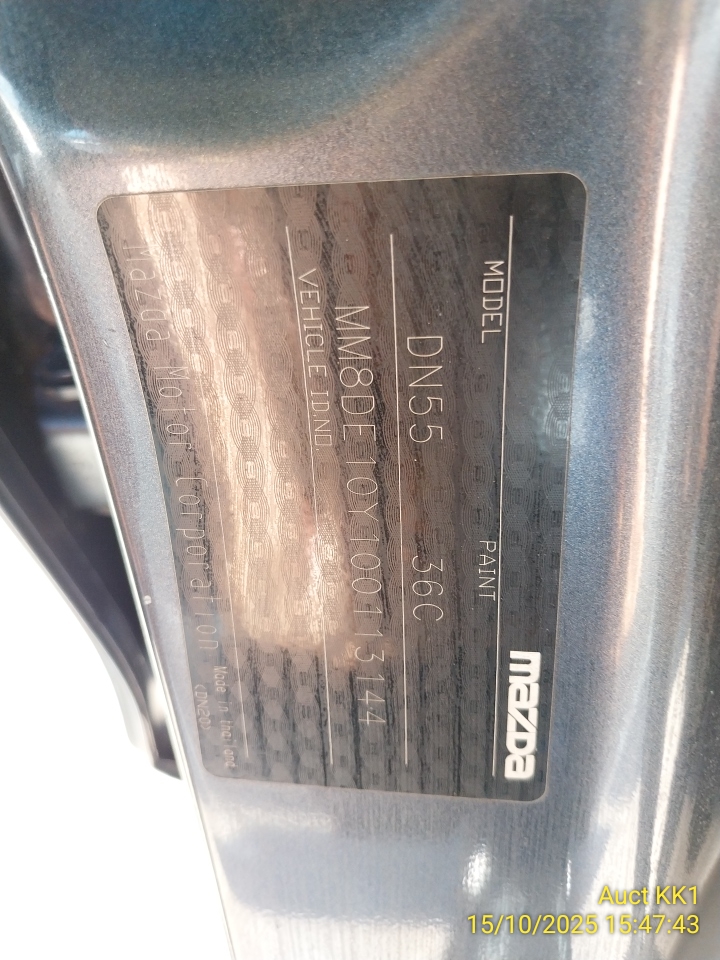 mazda
MODEL PAINT
DN55 36C
MM8DE10Y100113144
VEHICLE ID.NO.
Mazda Motor Corporation Made in thailand
<DN20>
Auct KK1
15/10/2025 15:47:43